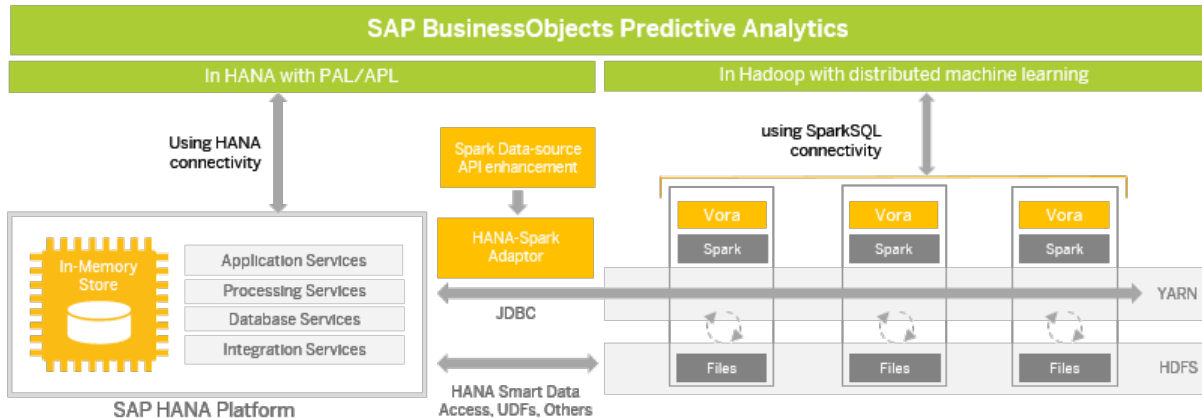 SAP BusinessObjects Predictive Analytics
In HANA with PAL/APL
In Hadoop with distributed machine learning
Using HANA
connectivity
Spark Data-source
API enhancement
using SparkSQL
connectivity
HANA-Spark
Adaptor
Vora
Vora
Vora
Spark
Spark
Spark
In-Memory
Store
Application Services
Processing Services
Database Services
Integration Services
JDBC
YARN
Files
Files
Files
HDFS
HANA Smart Data
Access, UDFs, Others
SAP HANA Platform